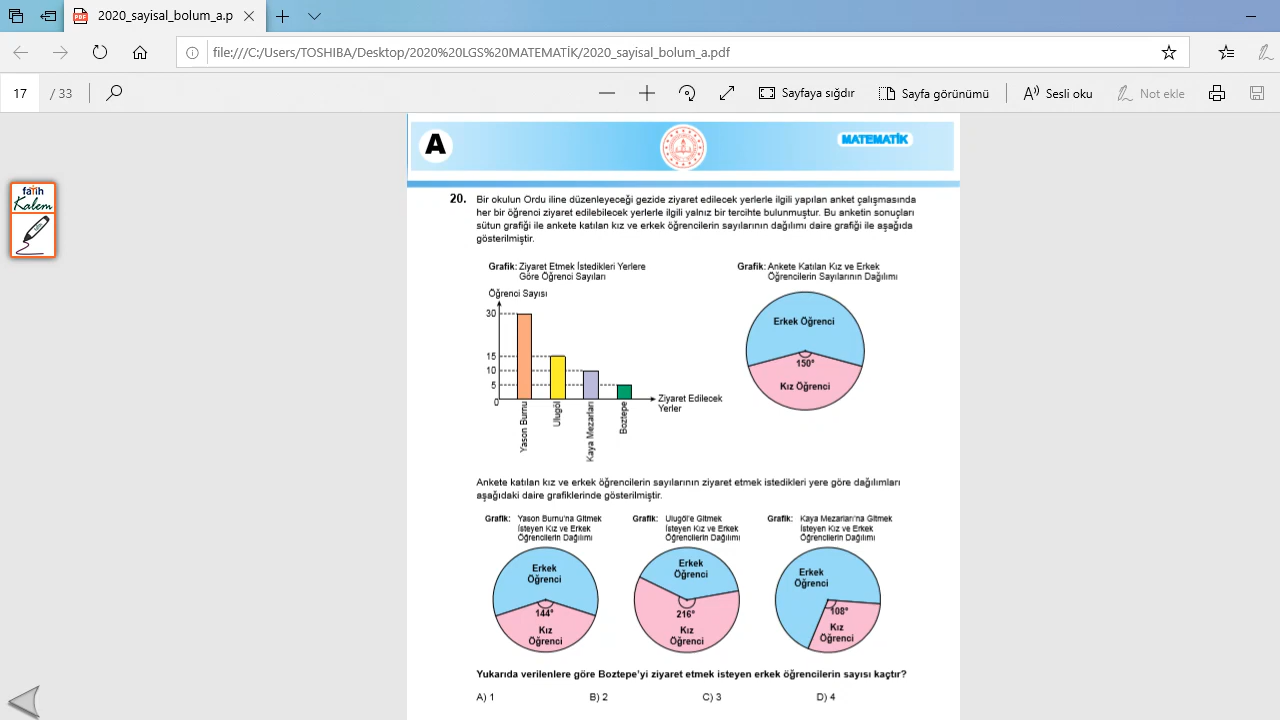 2020_sayisal_bolum_a.p
file:///C:/Users/TOSHIBA/Desktop/2020%20LGS%20MATEMATİK/2020_sayisal_bolum_a.pdf
17 / 33 Sayfaya sığdır Sayfa görünümü Sesli oku Not ekle
A MATEMATİK
fatih
Kalem
20. Bir okulun Ordu iline düzenleyeceği gezide ziyaret edilecek yerlerle ilgili yapılan anket çalışmasında
her bir öğrenci ziyaret edilebilecek yerlerle ilgili yalnız bir tercihte bulunmuştur. Bu anketin sonuçları
sütun grafiği ile ankete katılan kız ve erkek öğrencilerin sayılarının dağılımı daire grafiği ile aşağıda
gösterilmiştir.
Grafik: Ziyaret Etmek İstedikleri Yerlere
Göre Öğrenci Sayıları
Öğrenci Sayısı
30
15
10
5
0
Yason Burnu
Ulugöl
Kaya Mezarları
Boztepe
Ziyaret Edilecek
Yerler
Grafik: Ankete Katılan Kız ve Erkek
Öğrencilerin Sayılarının Dağılımı
Erkek Öğrenci
150°
Kız Öğrenci
Ankete katılan kız ve erkek öğrencilerin sayılarının ziyaret etmek istedikleri yere göre dağılımları
aşağıdaki daire grafiklerinde gösterilmiştir.
Grafik: Yason Burnu'na Gitmek
İsteyen Kız ve Erkek
Öğrencilerin Dağılımı
Erkek
Öğrenci
144°
Kız
Öğrenci
Grafik: Ulugöl'e Gitmek
İsteyen Kız ve Erkek
Öğrencilerin Dağılımı
Erkek
Öğrenci
216°
Kız
Öğrenci
Grafik: Kaya Mezarları'na Gitmek
İsteyen Kız ve Erkek
Öğrencilerin Dağılımı
Erkek
Öğrenci
108°
Kız
Öğrenci
Yukarıda verilenlere göre Boztepe'yi ziyaret etmek isteyen erkek öğrencilerin sayısı kaçtır?
A) 1 B) 2 C) 3 D) 4